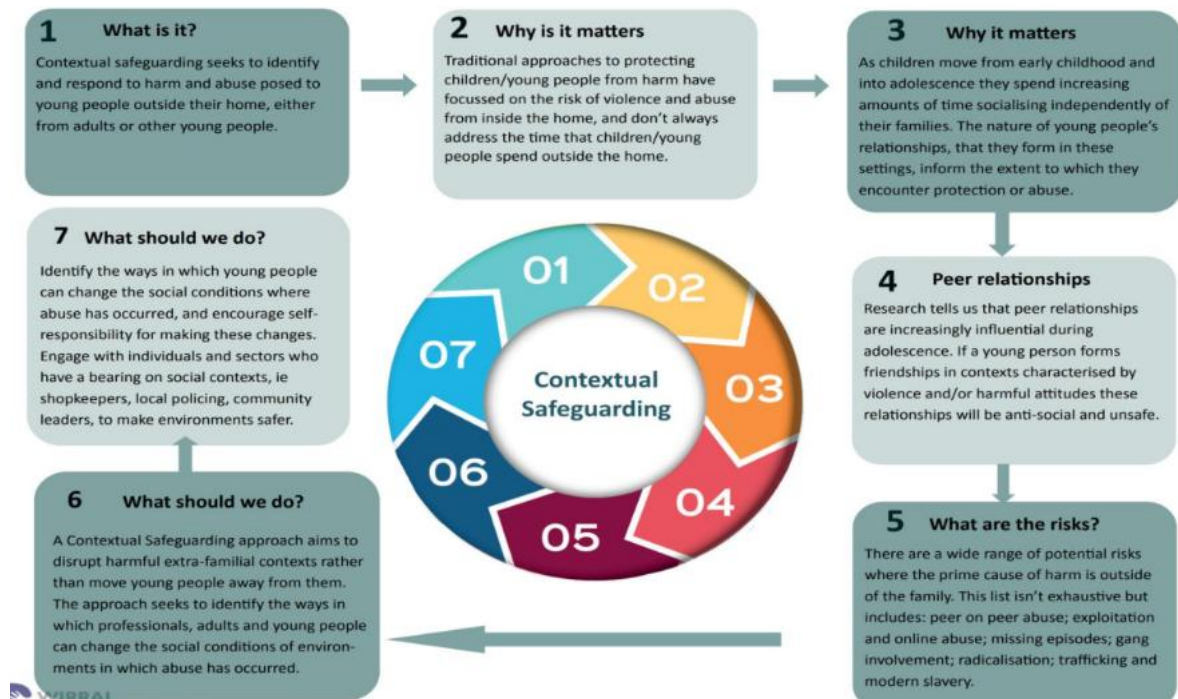 1 What is it?
Contextual safeguarding seeks to identify
and respond to harm and abuse posed to
young people outside their home, either
from adults or other young people.
2 Why is it matters
Traditional approaches to protecting
children/young people from harm have
focussed on the risk of violence and abuse
from inside the home, and don't always
address the time that children/young
people spend outside the home.
3 Why it matters
As children move from early childhood and
into adolescence they spend increasing
amounts of time socialising independently of
their families. The nature of young people's
relationships, that they form in these
settings, inform the extent to which they
encounter protection or abuse.
4 Peer relationships
Research tells us that peer relationships
are increasingly influential during
adolescence. If a young person forms
friendships in contexts characterised by
violence and/or harmful attitudes these
relationships will be anti-social and unsafe.
5 What are the risks?
There are a wide range of potential risks
where the prime cause of harm is outside
of the family. This list isn't exhaustive but
includes: peer on peer abuse; exploitation
and online abuse; missing episodes; gang
involvement; radicalisation; trafficking and
modern slavery.
6 What should we do?
A Contextual Safeguarding approach aims to
disrupt harmful extra-familial contexts rather
than move young people away from them.
The approach seeks to identify the ways in
which professionals, adults and young people
can change the social conditions of environ-
ments in which abuse has occurred.
7 What should we do?
Identify the ways in which young people
can change the social conditions where
abuse has occurred, and encourage self-
responsibility for making these changes.
Engage with individuals and sectors who
have a bearing on social contexts, ie
shopkeepers, local policing, community
leaders, to make environments safer.
Contextual
Safeguarding
01
02
03
04
05
06
07
WIRRAL